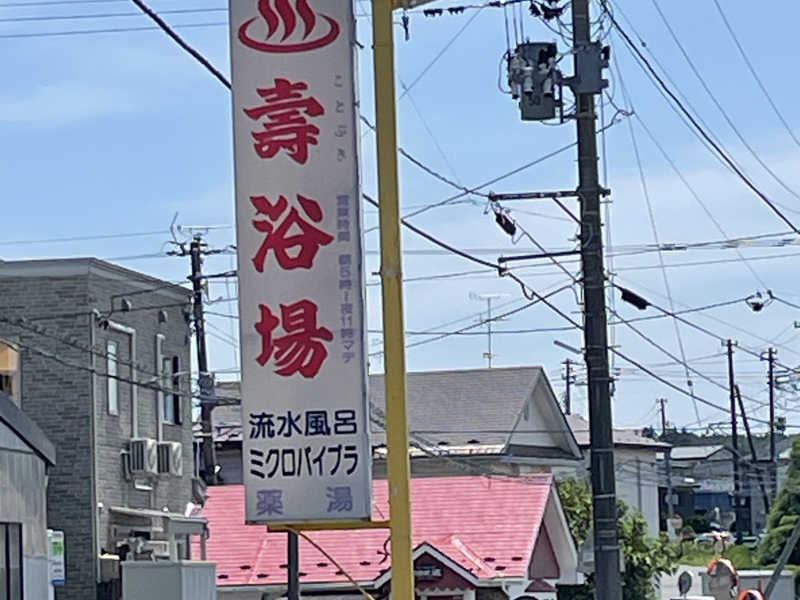 壽浴場
ことぶき
営業時間 朝5時〜夜11時マデ
流水風呂
ミクロバイブラ
薬湯